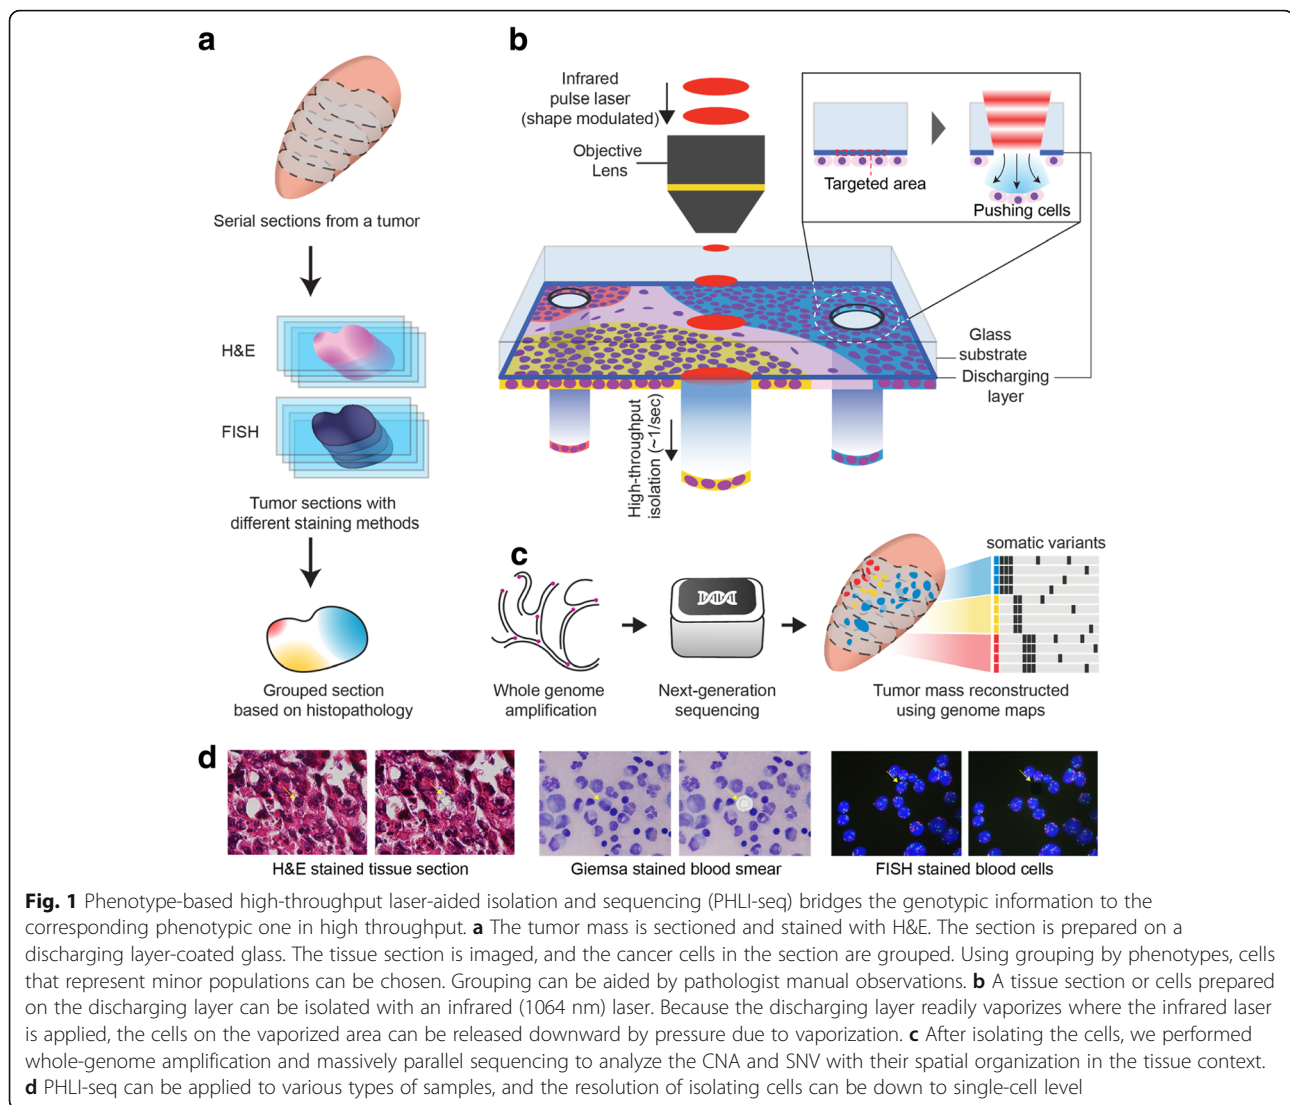 a
Serial sections from a tumor
H&E
FISH
Tumor sections with
different staining methods
Grouped section
based on histopathology
b
Infrared
pulse laser
(shape modulated)
Objective
Lens
Targeted area
Pushing cells
Glass
substrate
Discharging
layer
High-throughput
isolation (~1/sec)
c
Whole genome
amplification
Next-generation
sequencing
somatic variants
Tumor mass reconstructed
using genome maps
d
H&E stained tissue section
Giemsa stained blood smear
FISH stained blood cells
Fig. 1 Phenotype-based high-throughput laser-aided isolation and sequencing (PHLI-seq) bridges the genotypic information to the
corresponding phenotypic one in high throughput. a The tumor mass is sectioned and stained with H&E. The section is prepared on a
discharging layer-coated glass. The tissue section is imaged, and the cancer cells in the section are grouped. Using grouping by phenotypes, cells
that represent minor populations can be chosen. Grouping can be aided by pathologist manual observations. b A tissue section or cells prepared
on the discharging layer can be isolated with an infrared (1064 nm) laser. Because the discharging layer readily vaporizes where the infrared laser
is applied, the cells on the vaporized area can be released downward by pressure due to vaporization. c After isolating the cells, we performed
whole-genome amplification and massively parallel sequencing to analyze the CNA and SNV with their spatial organization in the tissue context.
d PHLI-seq can be applied to various types of samples, and the resolution of isolating cells can be down to single-cell level